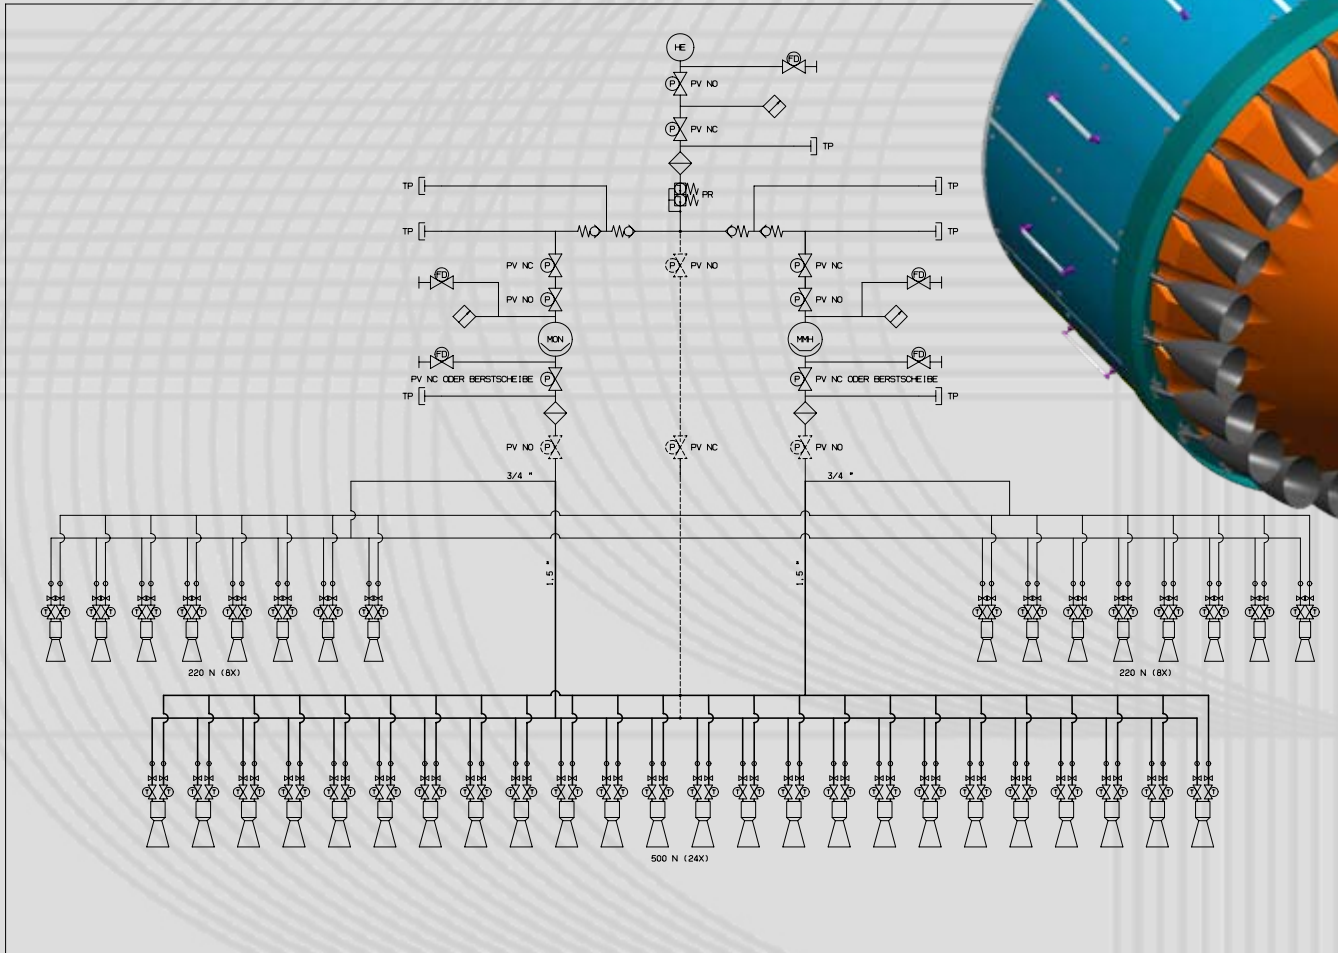 HE
FD
P PV NO
P PV NC
TP
PR
TP
TP
TP
TP
PV NC P
P PV NO
P PV NC
FD
FD
PV NO P
P PV NO
MON
MMH
FD
FD
PV NC ODER BERSTSCHEIBE P
P PV NC ODER BERSTSCHEIBE
TP
TP
PV NO P
P PV NC
P PV NO
3/4 "
3/4 "
1.5 "
1.5 "
T T T T T T T T T T T T T T T T
T T T T T T T T T T T T T T T T
220 N (8X)
220 N (8X)
T T T T T T T T T T T T T T T T T T T T T T T T
T T T T T T T T T T T T T T T T T T T T T T T T
500 N (24X)